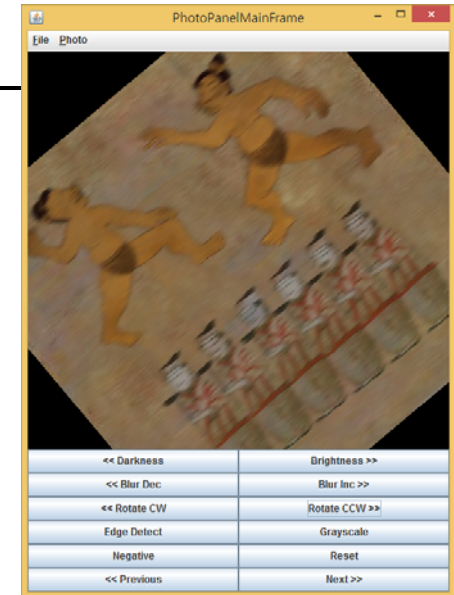 PhotoPanelMainFrame
File Photo
<< Darkness Brightness >>
<< Blur Dec Blur Inc >>
<< Rotate CW Rotate CCW >>
Edge Detect Grayscale
Negative Reset
<< Previous Next >>